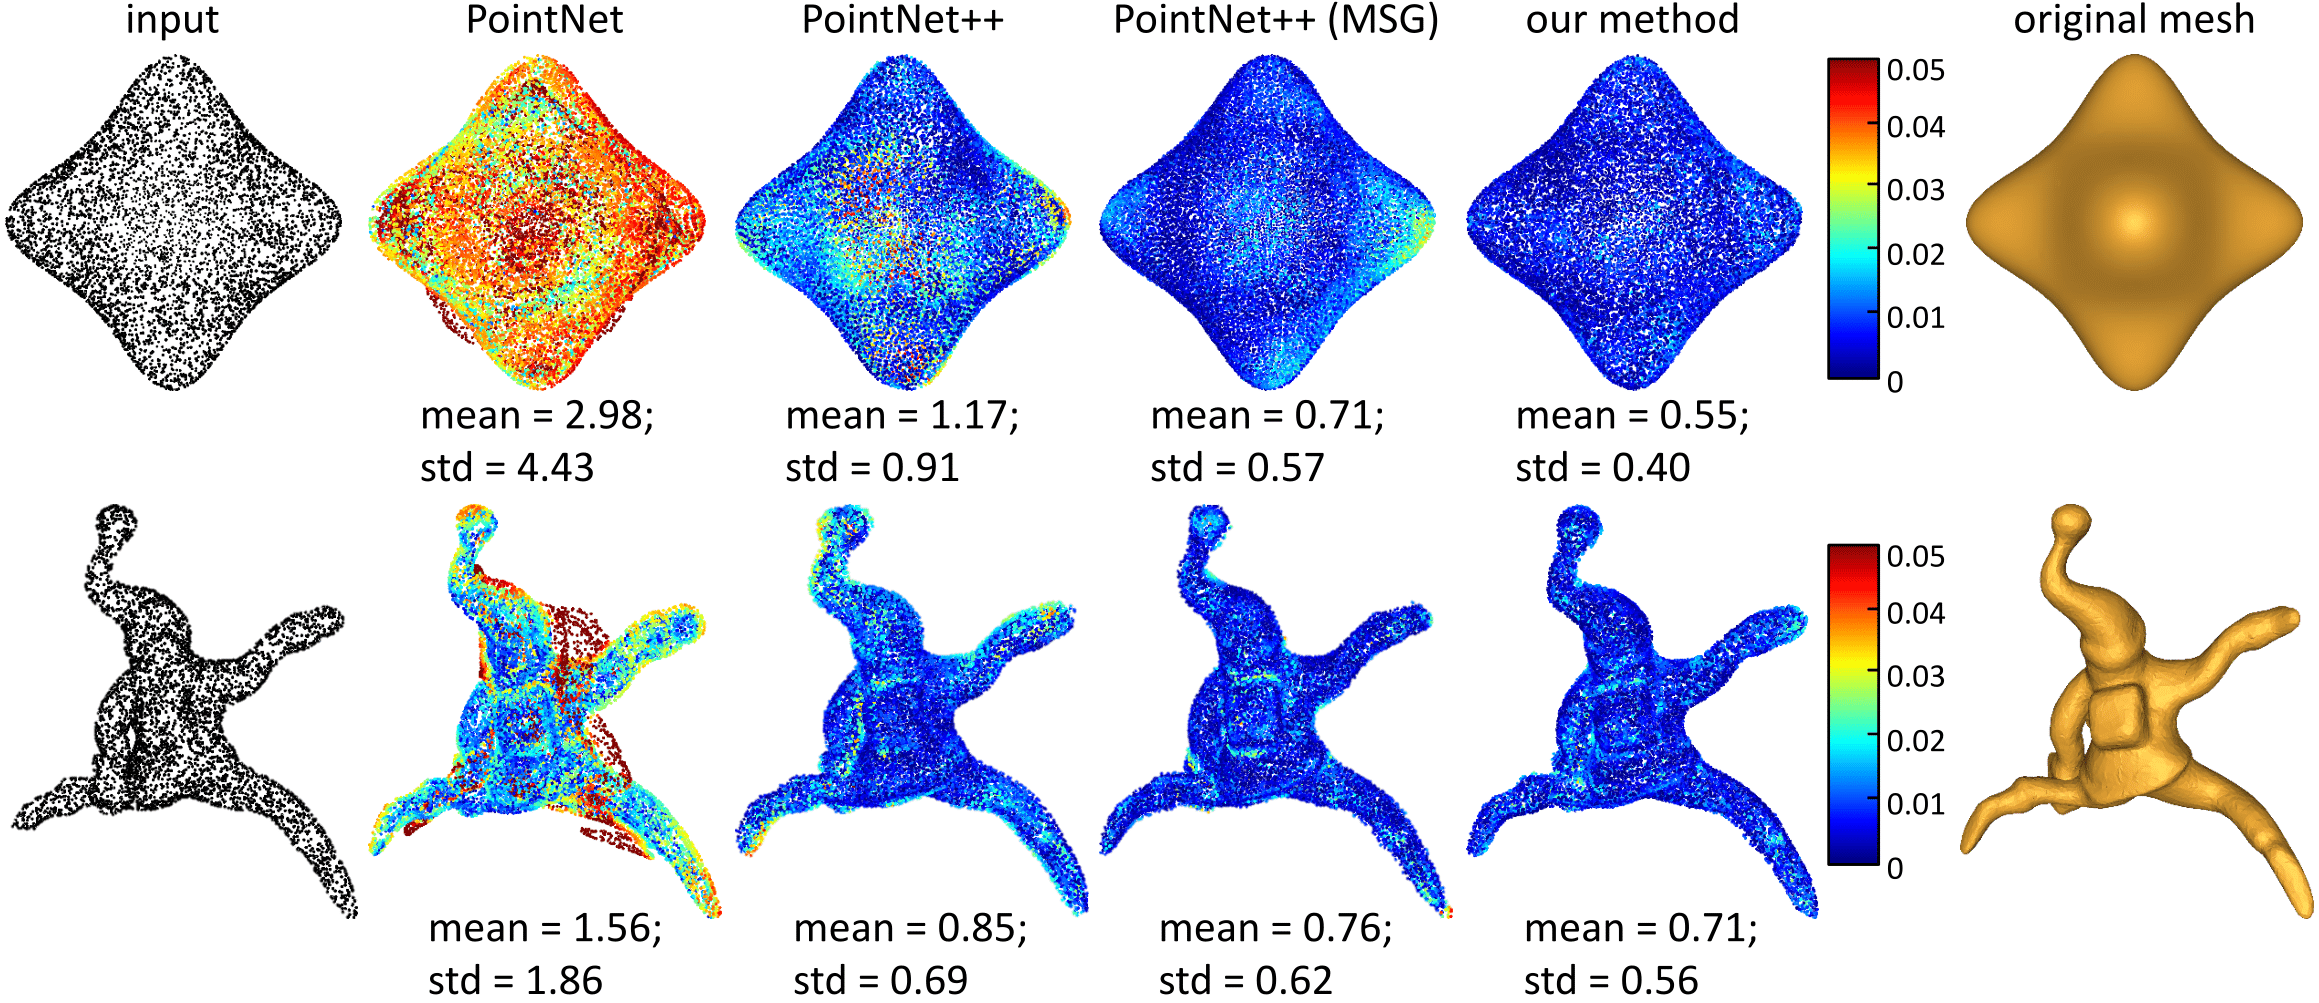 input PointNet PointNet++ PointNet++ (MSG) our method original mesh
0.05
0.04
0.03
0.02
0.01
0
mean = 2.98; mean = 1.17; mean = 0.71; mean = 0.55;
std = 4.43 std = 0.91 std = 0.57 std = 0.40
0.05
0.04
0.03
0.02
0.01
0
mean = 1.56; mean = 0.85; mean = 0.76; mean = 0.71;
std = 1.86 std = 0.69 std = 0.62 std = 0.56